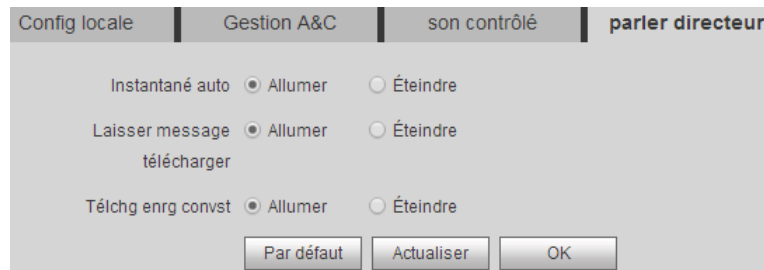 Config locale Gestion A&C son contrôlé parler directeur
Instantané auto Allumer Éteindre
Laisser message Allumer Éteindre
télécharger
Télchg enrg convst Allumer Éteindre
Par défaut Actualiser OK